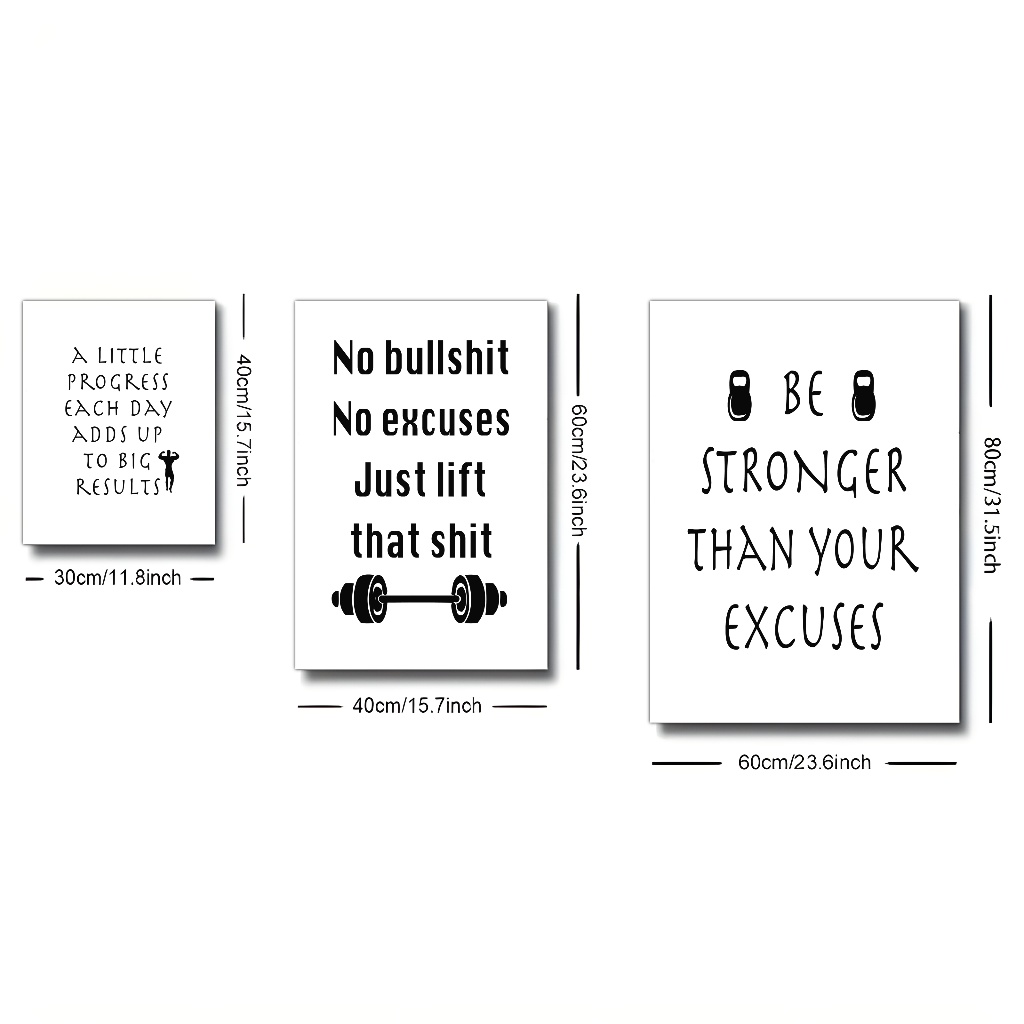 A LITTLE
PROGRESS
EACH DAY
ADDS UP
TO BIG
RESULTS
40cm/15.7inch
30cm/11.8inch
No bullshit
No excuses
Just lift
that shit
60cm/23.6inch
40cm/15.7inch
BE
STRONGER
THAN YOUR
EXCUSES
80cm/31.5inch
60cm/23.6inch